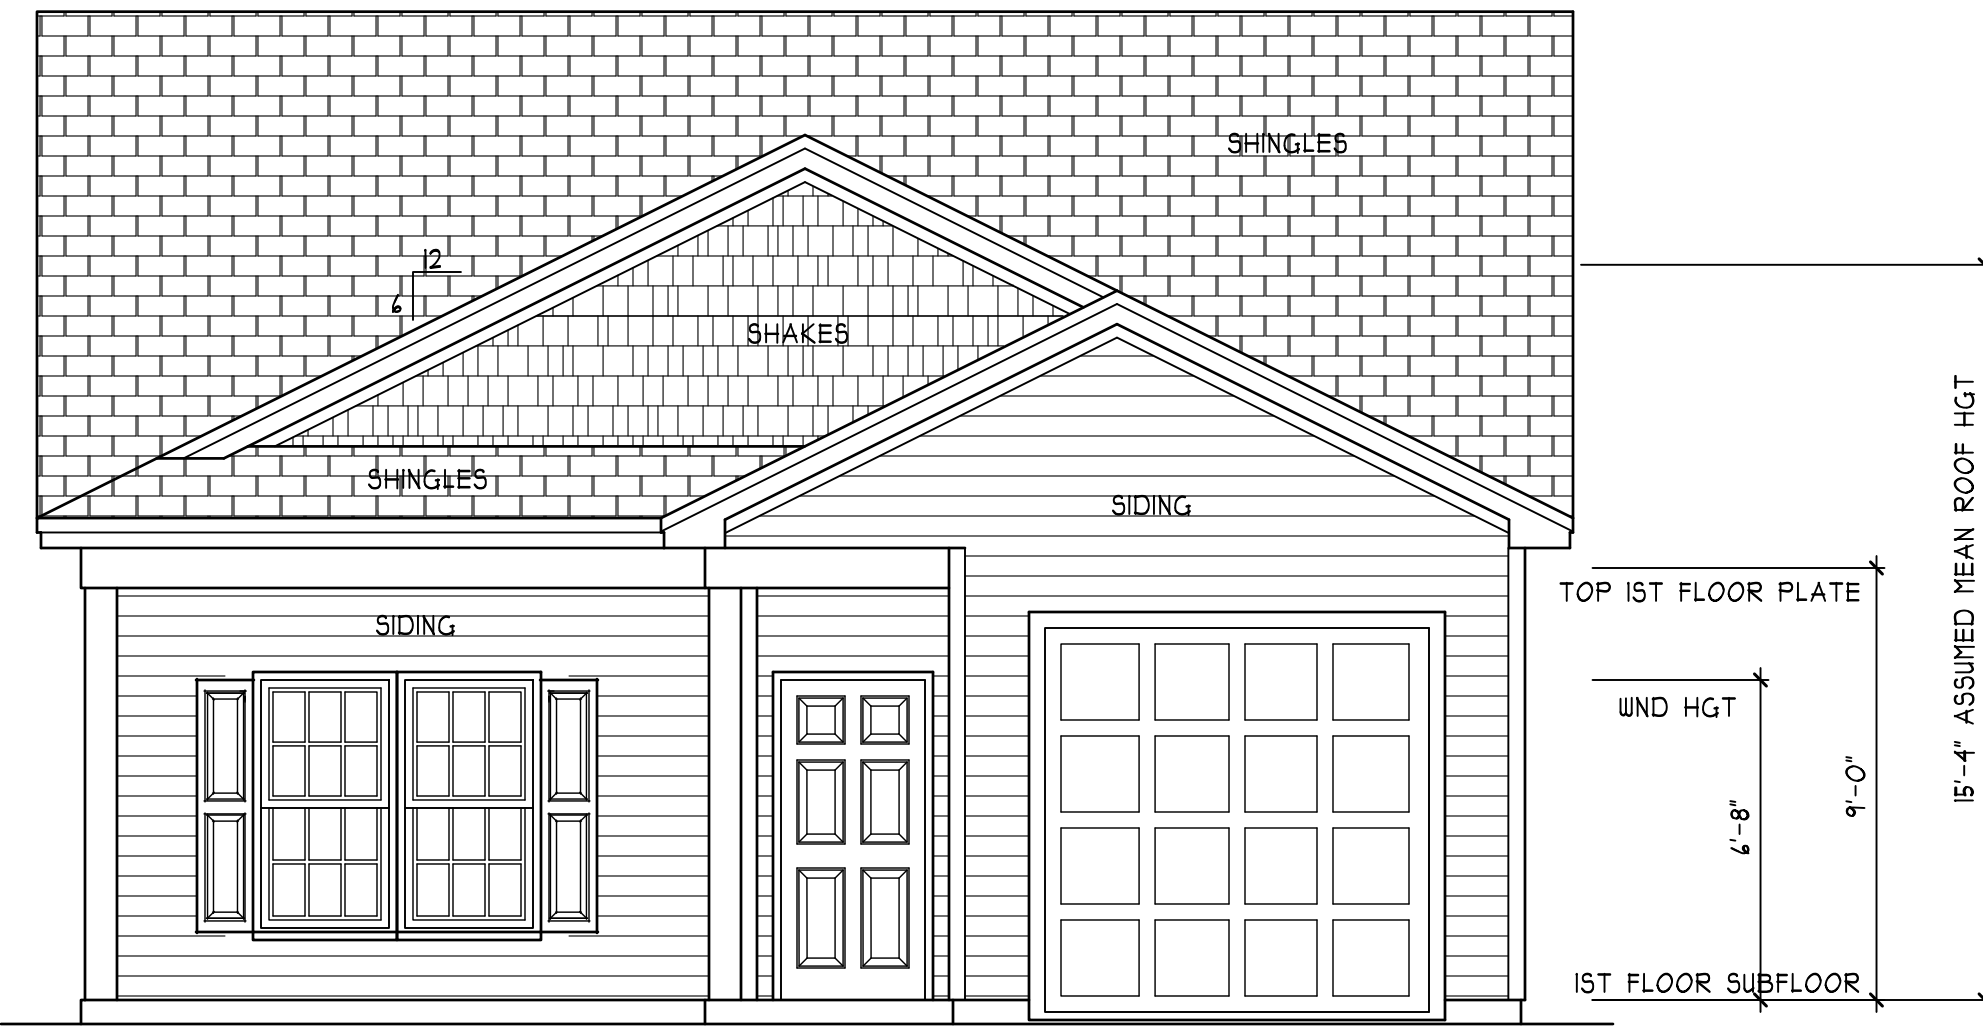 SHINGLES
12
6
SHAKES
SHINGLES
SIDING
SIDING
TOP 1ST FLOOR PLATE
WND HGT
6'-8"
9'-0"
15'-4" ASSUMED MEAN ROOF HGT
1ST FLOOR SUBFLOOR